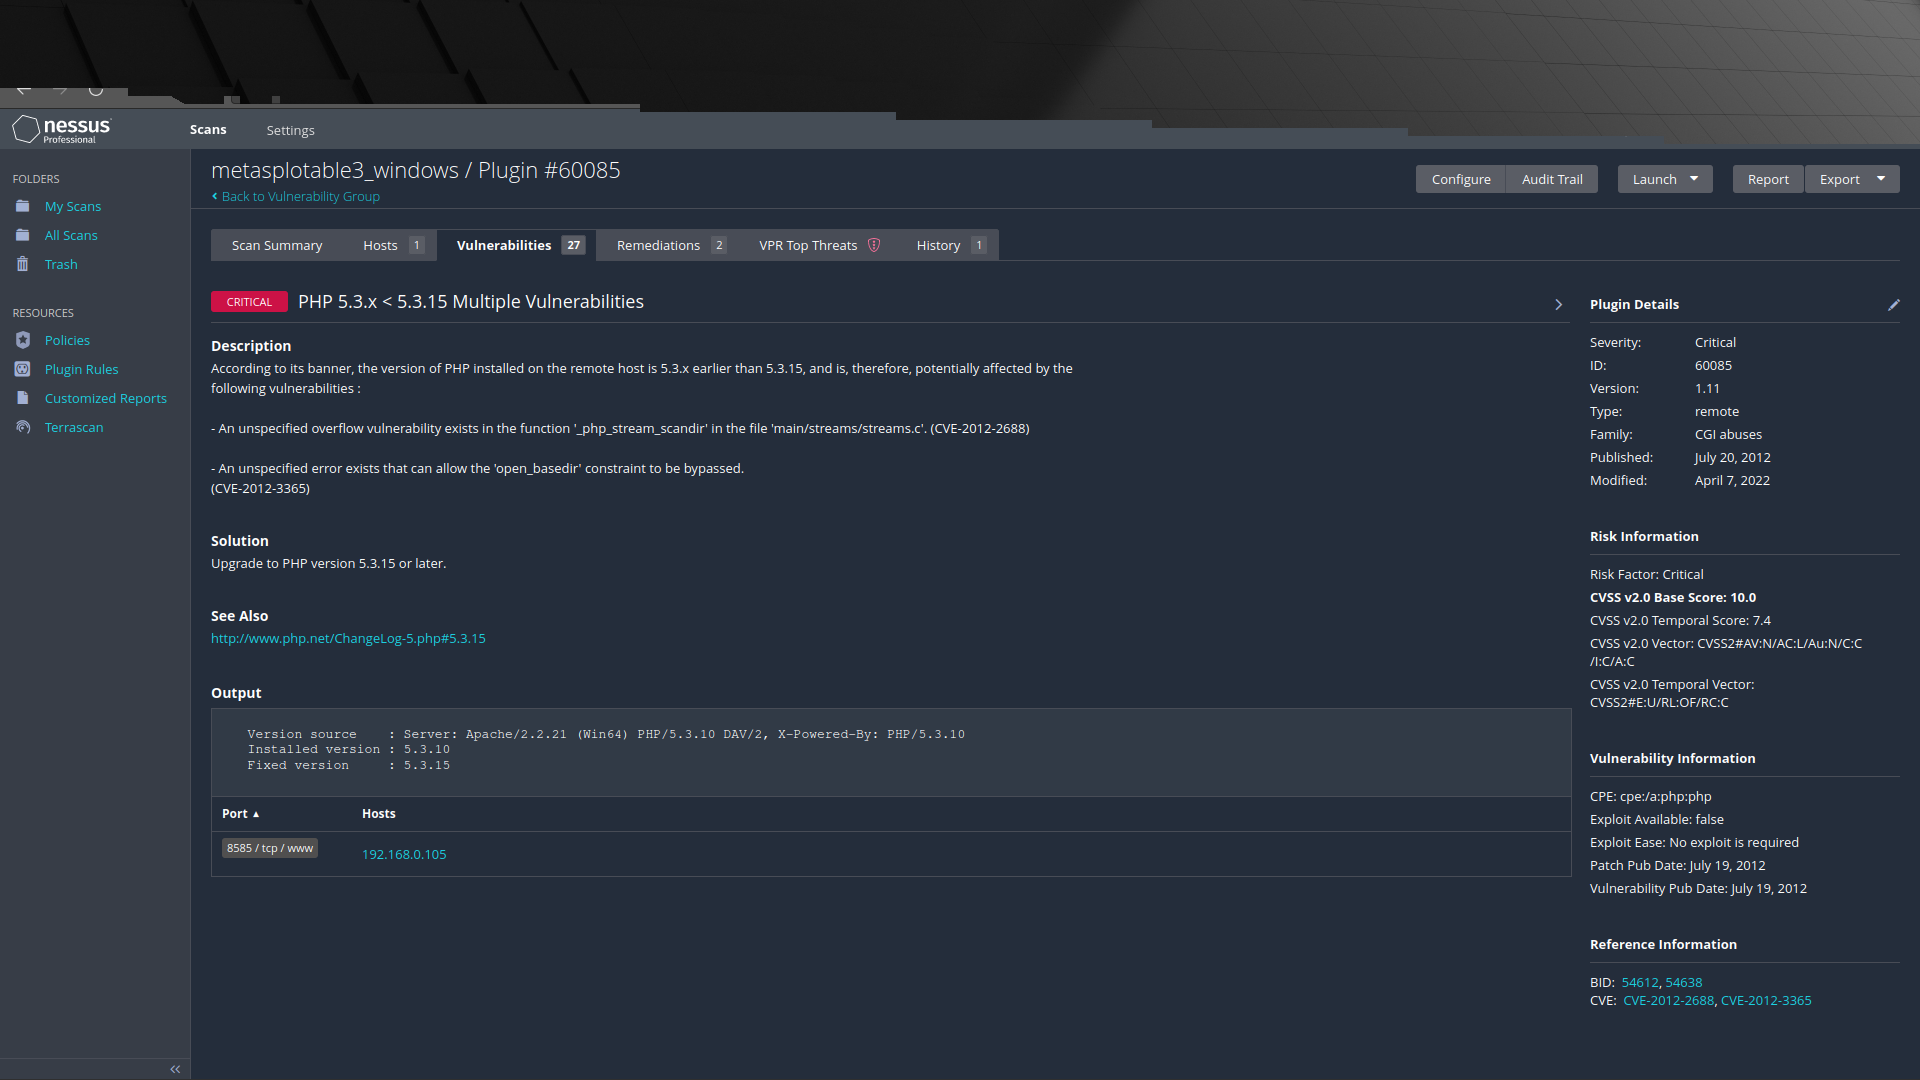 nessus
Professional
Scans
Settings
FOLDERS
My Scans
All Scans
Trash
RESOURCES
Policies
Plugin Rules
Customized Reports
Terrascan
metasplotable3_windows / Plugin #60085
Back to Vulnerability Group
Configure
Audit Trail
Launch
Report
Export
Scan Summary
Hosts 1
Vulnerabilities 27
Remediations 2
VPR Top Threats
History 1
CRITICAL
PHP 5.3.x < 5.3.15 Multiple Vulnerabilities
Description
According to its banner, the version of PHP installed on the remote host is 5.3.x earlier than 5.3.15, and is, therefore, potentially affected by the
following vulnerabilities :
- An unspecified overflow vulnerability exists in the function '_php_stream_scandir' in the file 'main/streams/streams.c'. (CVE-2012-2688)
- An unspecified error exists that can allow the 'open_basedir' constraint to be bypassed.
(CVE-2012-3365)
Solution
Upgrade to PHP version 5.3.15 or later.
See Also
http://www.php.net/ChangeLog-5.php#5.3.15
Output
Version source : Server: Apache/2.2.21 (Win64) PHP/5.3.10 DAV/2, X-Powered-By: PHP/5.3.10
Installed version : 5.3.10
Fixed version : 5.3.15
Port ▲ Hosts
8585 / tcp / www 192.168.0.105
Plugin Details
Severity: Critical
ID: 60085
Version: 1.11
Type: remote
Family: CGI abuses
Published: July 20, 2012
Modified: April 7, 2022
Risk Information
Risk Factor: Critical
CVSS v2.0 Base Score: 10.0
CVSS v2.0 Temporal Score: 7.4
CVSS v2.0 Vector: CVSS2#AV:N/AC:L/Au:N/C:C
/I:C/A:C
CVSS v2.0 Temporal Vector:
CVSS2#E:U/RL:OF/RC:C
Vulnerability Information
CPE: cpe:/a:php:php
Exploit Available: false
Exploit Ease: No exploit is required
Patch Pub Date: July 19, 2012
Vulnerability Pub Date: July 19, 2012
Reference Information
BID: 54612, 54638
CVE: CVE-2012-2688, CVE-2012-3365